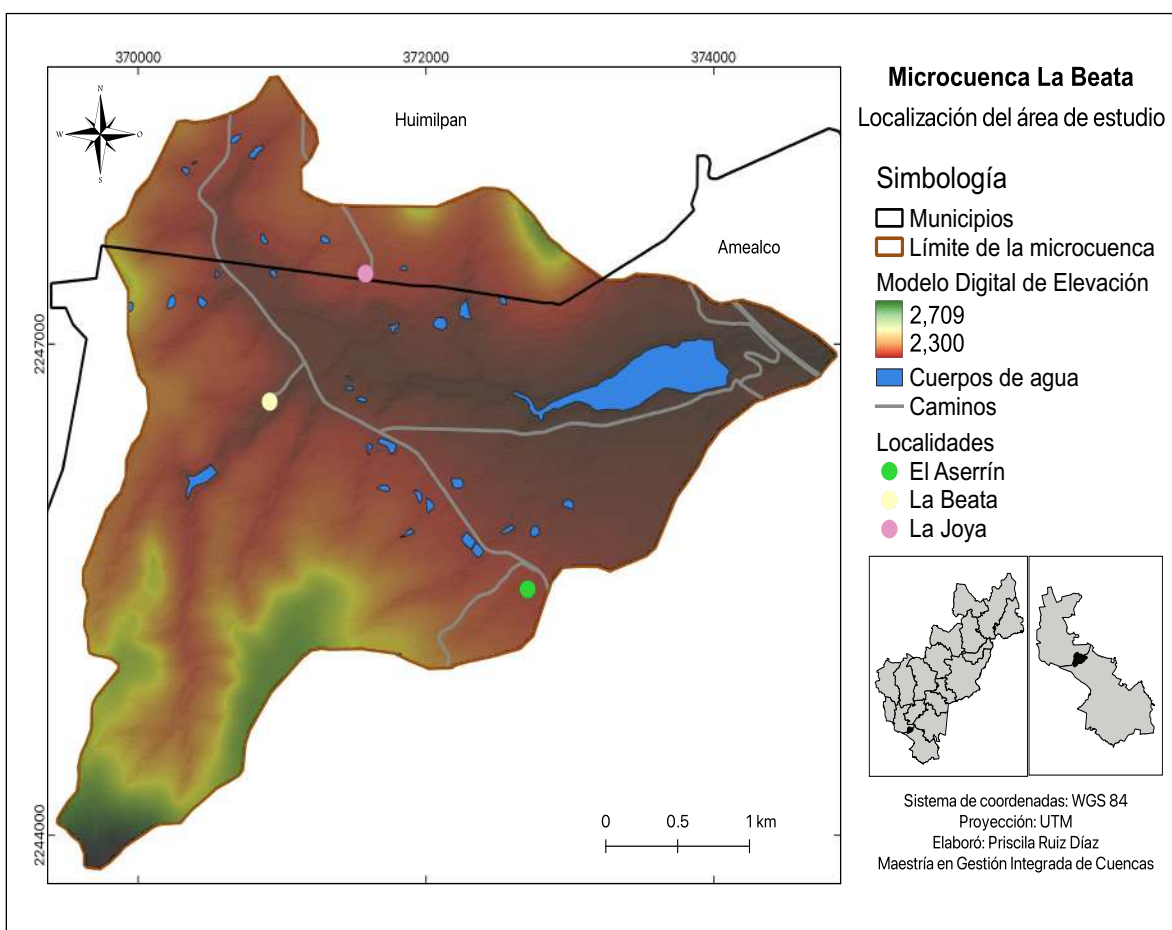 370000
372000
374000
2247000
2244000
N
W
O
S
Huimilpan
Amealco
0
0.5
1 km
Microcuenca La Beata
Localización del área de estudio
Simbología
Municipios
Límite de la microcuenca
Modelo Digital de Elevación
2,709
2,300
Cuerpos de agua
Caminos
Localidades
El Aserrín
La Beata
La Joya
Sistema de coordenadas: WGS 84
Proyección: UTM
Elaboró: Priscila Ruiz Díaz
Maestría en Gestión Integrada de Cuencas